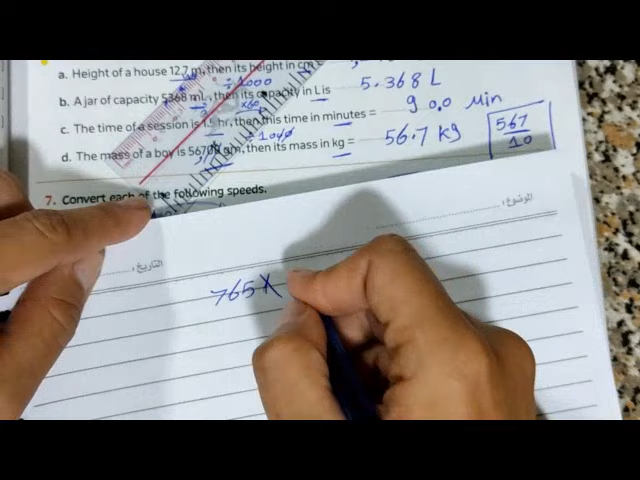 a. Height of a house 12.7 m, then its height in cm
÷ 1000
b. A jar of capacity 5368 mL, then its capacity in L is 5.368 L
x60
c. The time of a session is 1.5 hr, then this time in minutes = 90.0 Min
d. The mass of a boy is 56700 gm, then its mass in kg = 56.7 kg
567
10
7. Convert each of the following speeds.
الموضوع:
التاريخ:
765 X